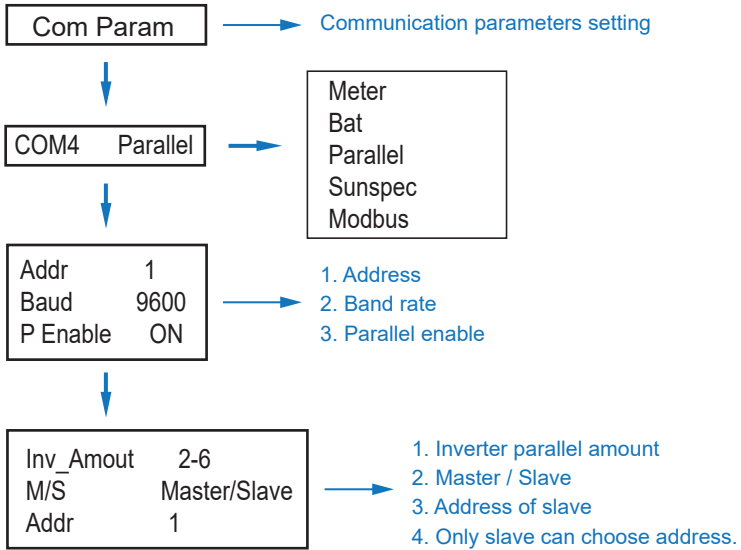 Com Param
Communication parameters setting
COM4 Parallel
Meter
Bat
Parallel
Sunspec
Modbus
Addr 1
Baud 9600
P Enable ON
1. Address
2. Band rate
3. Parallel enable
Inv_Amout 2-6
M/S Master/Slave
Addr 1
1. Inverter parallel amount
2. Master / Slave
3. Address of slave
4. Only slave can choose address.